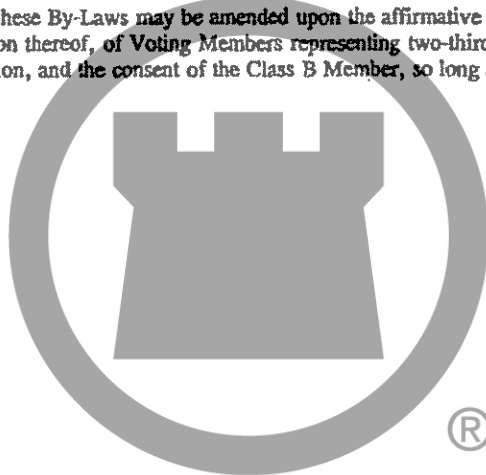 hese By-Laws may be amended upon the affirmative
on thereof, of Voting Members representing two-third
ion, and the consent of the Class B Member, so long
®